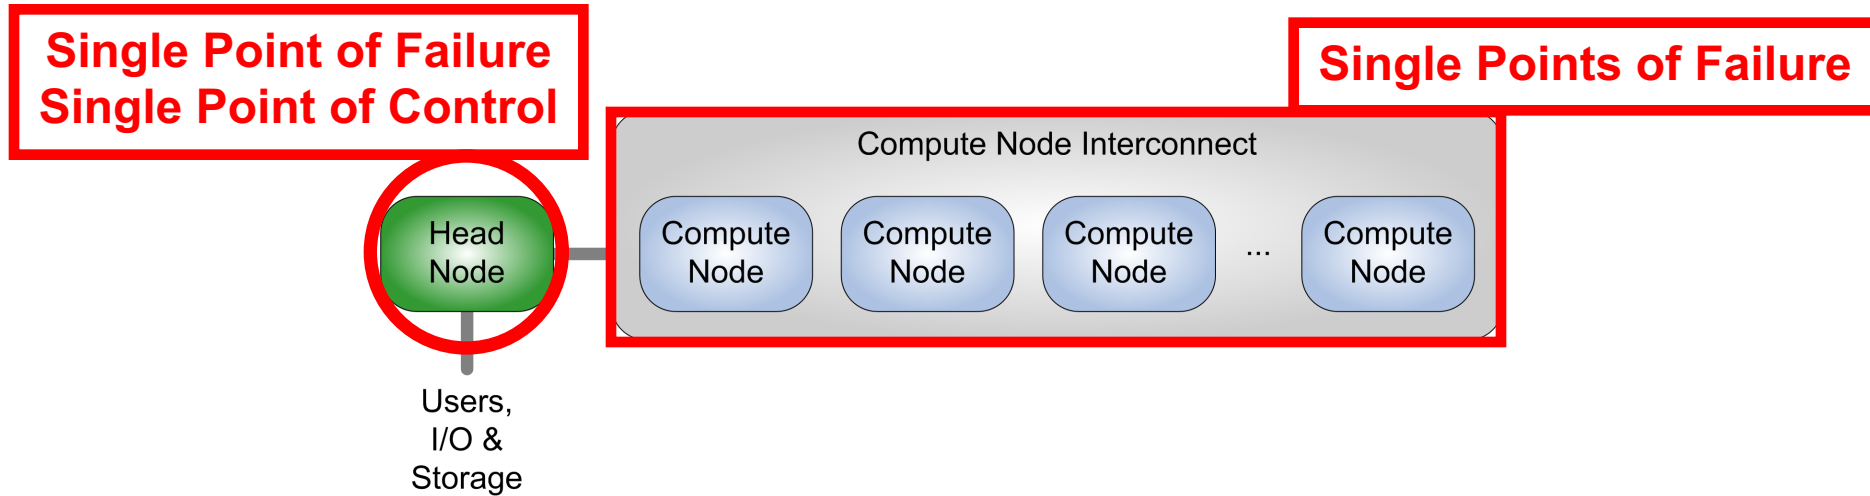 Single Point of Failure
Single Point of Control
Single Points of Failure
Compute Node Interconnect
Head
Node
Compute
Node
Compute
Node
Compute
Node
...
Compute
Node
Users,
I/O &
Storage